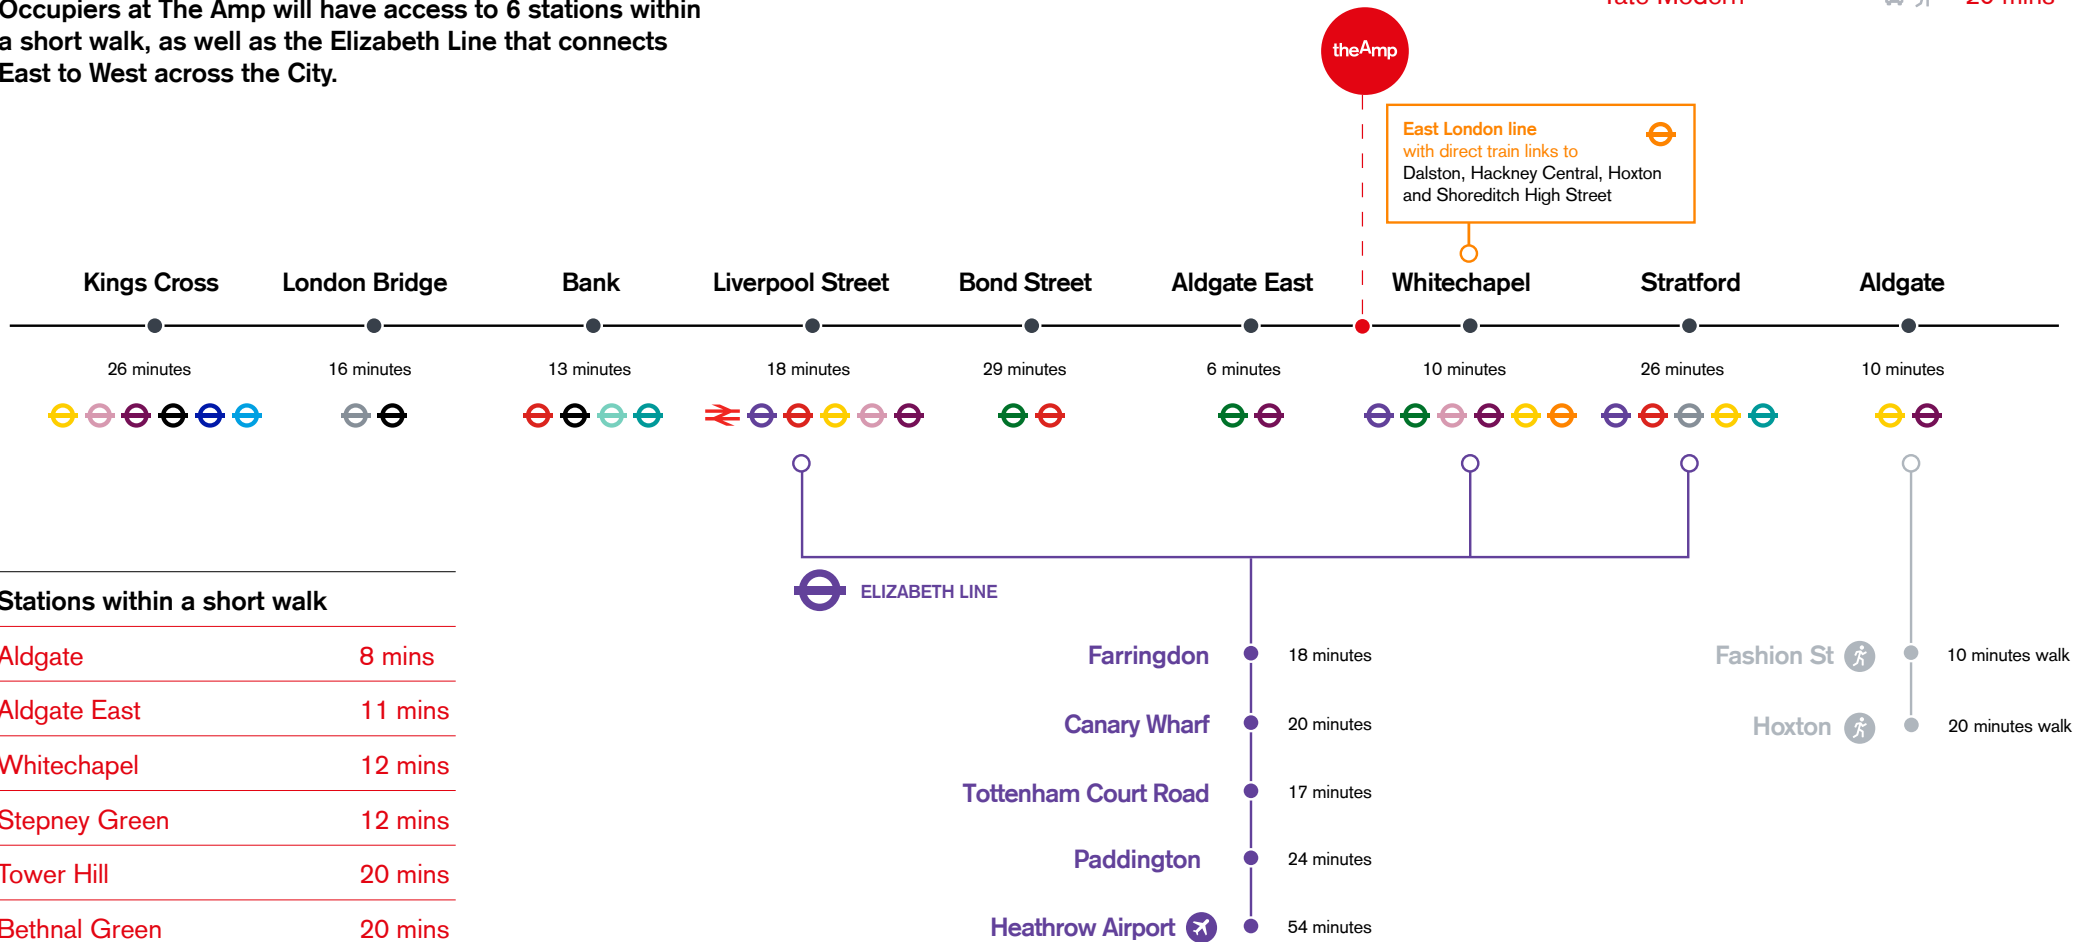 Occupiers at The Amp will have access to 6 stations within
a short walk, as well as the Elizabeth Line that connects
East to West across the City.
Tate Modern 20 mins
theAmp
East London line
with direct train links to
Dalston, Hackney Central, Hoxton
and Shoreditch High Street
Kings Cross London Bridge Bank Liverpool Street Bond Street Aldgate East Whitechapel Stratford Aldgate
26 minutes 16 minutes 13 minutes 18 minutes 29 minutes 6 minutes 10 minutes 26 minutes 10 minutes
ELIZABETH LINE
Farringdon 18 minutes
Canary Wharf 20 minutes
Tottenham Court Road 17 minutes
Paddington 24 minutes
Heathrow Airport 54 minutes
Fashion St 10 minutes walk
Hoxton 20 minutes walk
Stations within a short walk
Aldgate 8 mins
Aldgate East 11 mins
Whitechapel 12 mins
Stepney Green 12 mins
Tower Hill 20 mins
Bethnal Green 20 mins